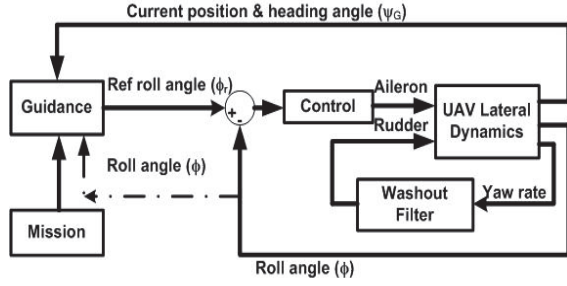 Current position & heading angle (ψG)
Ref roll angle (ϕr)
Guidance
+
-
Control
Aileron
Rudder
UAV Lateral
Dynamics
Roll angle (ϕ)
Washout
Filter
Yaw rate
Mission
Roll angle (ϕ)